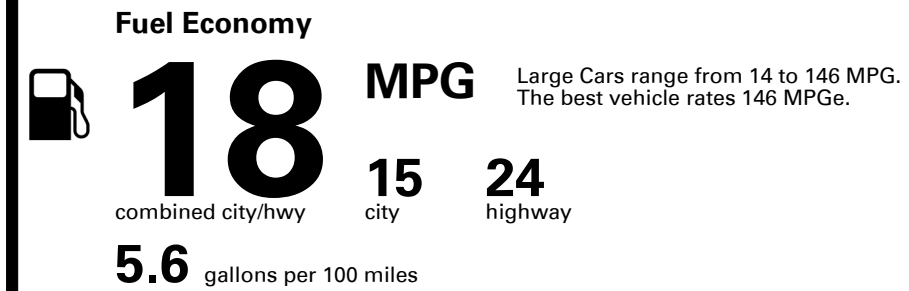 Fuel Economy
18 MPG
Large Cars range from 14 to 146 MPG.
The best vehicle rates 146 MPGe.
combined city/hwy
15
city
24
highway
5.6 gallons per 100 miles